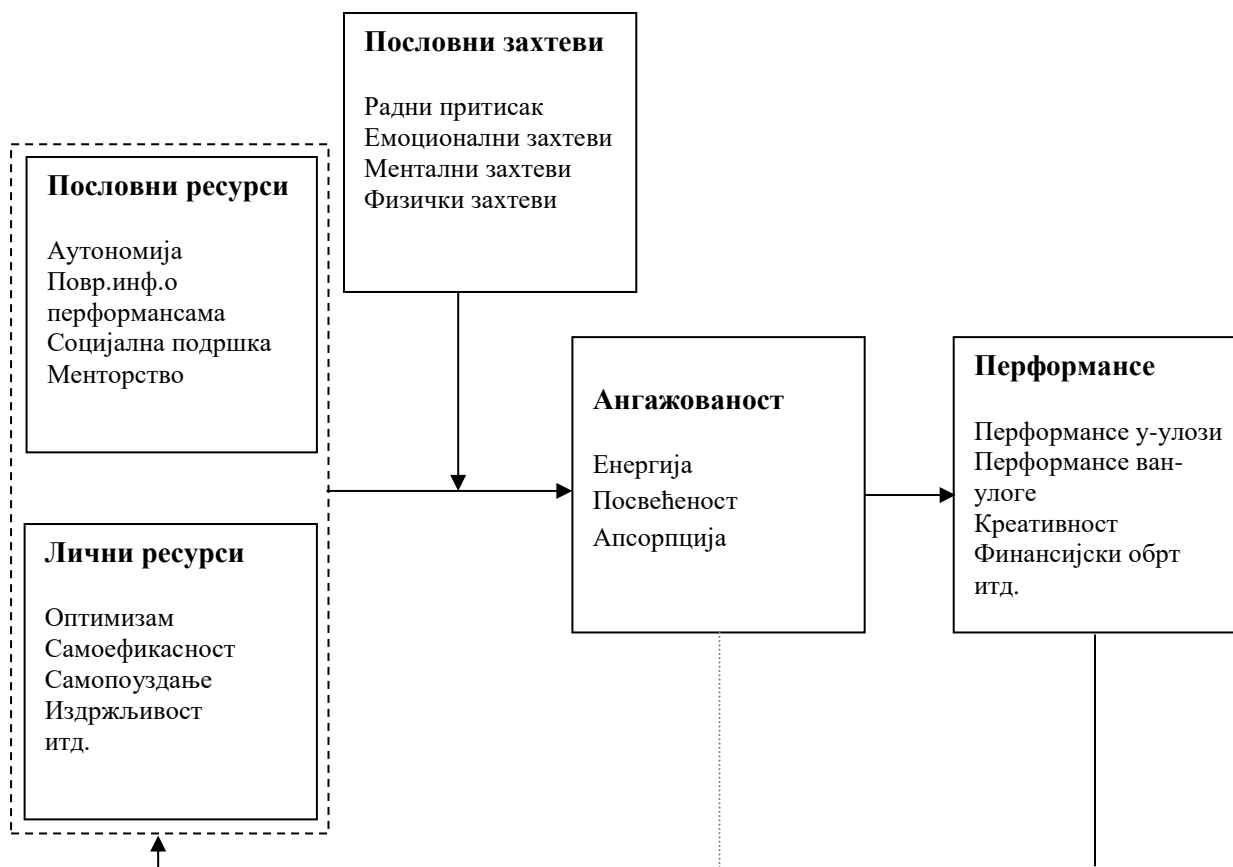 Пословни захтеви
Радни притисак
Емоционални захтеви
Ментални захтеви
Физички захтеви
Пословни ресурси
Аутономија
Повр.инф.о
перформансама
Социјална подршка
Менторство
Лични ресурси
Оптимизам
Самоефикасност
Самопоуздање
Издржљивост
итд.
Ангажованост
Енергија
Посвећеност
Апсорпција
Перформансе
Перформансе у-улози
Перформансе ван-
улоге
Креативност
Финансијски обрт
итд.